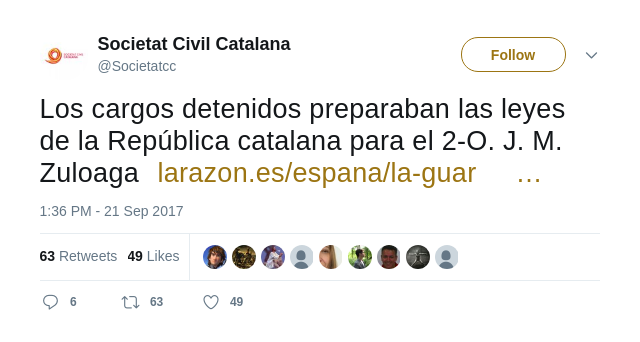 Societat Civil Catalana
@Societatcc
Follow
Los cargos detenidos preparaban las leyes
de la República catalana para el 2-O. J. M.
Zuloaga larazon.es/espana/la-guar …
1:36 PM - 21 Sep 2017
63 Retweets 49 Likes
6 63 49